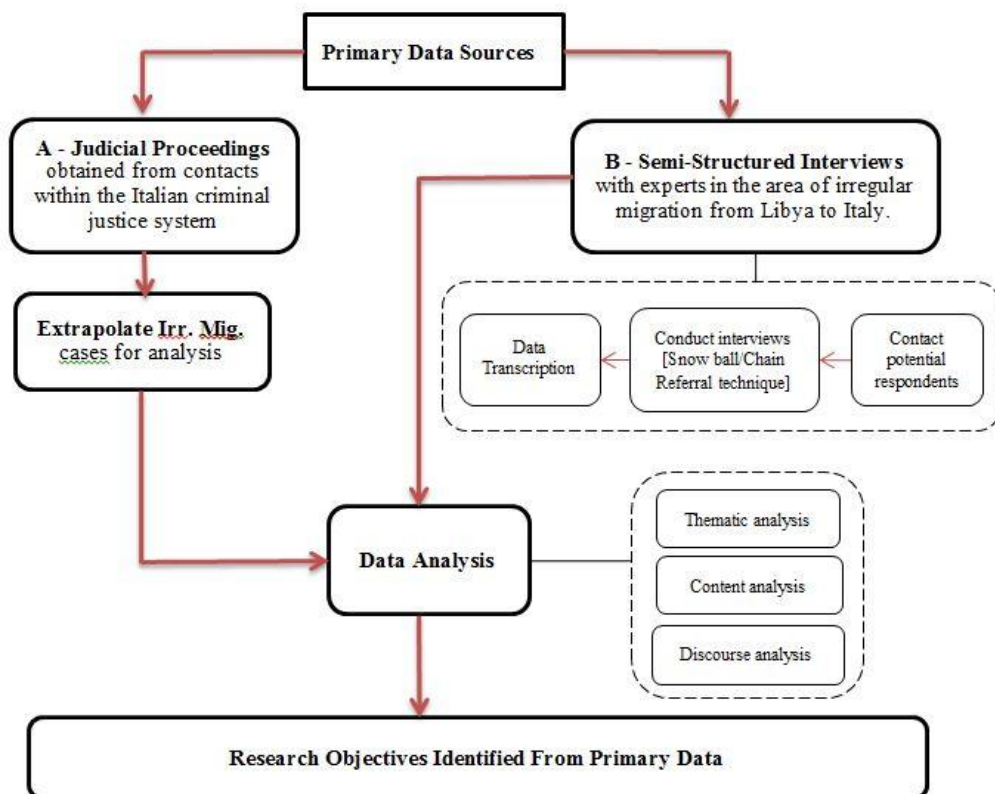 Primary Data Sources
A - Judicial Proceedings
obtained from contacts
within the Italian criminal
justice system
B - Semi-Structured Interviews
with experts in the area of irregular
migration from Libya to Italy.
Extrapolate Irr. Mig.
cases for analysis
Data
Transcription
Conduct interviews
[Snow ball/Chain
Referral technique]
Contact
potential
respondents
Data Analysis
Thematic analysis
Content analysis
Discourse analysis
Research Objectives Identified From Primary Data